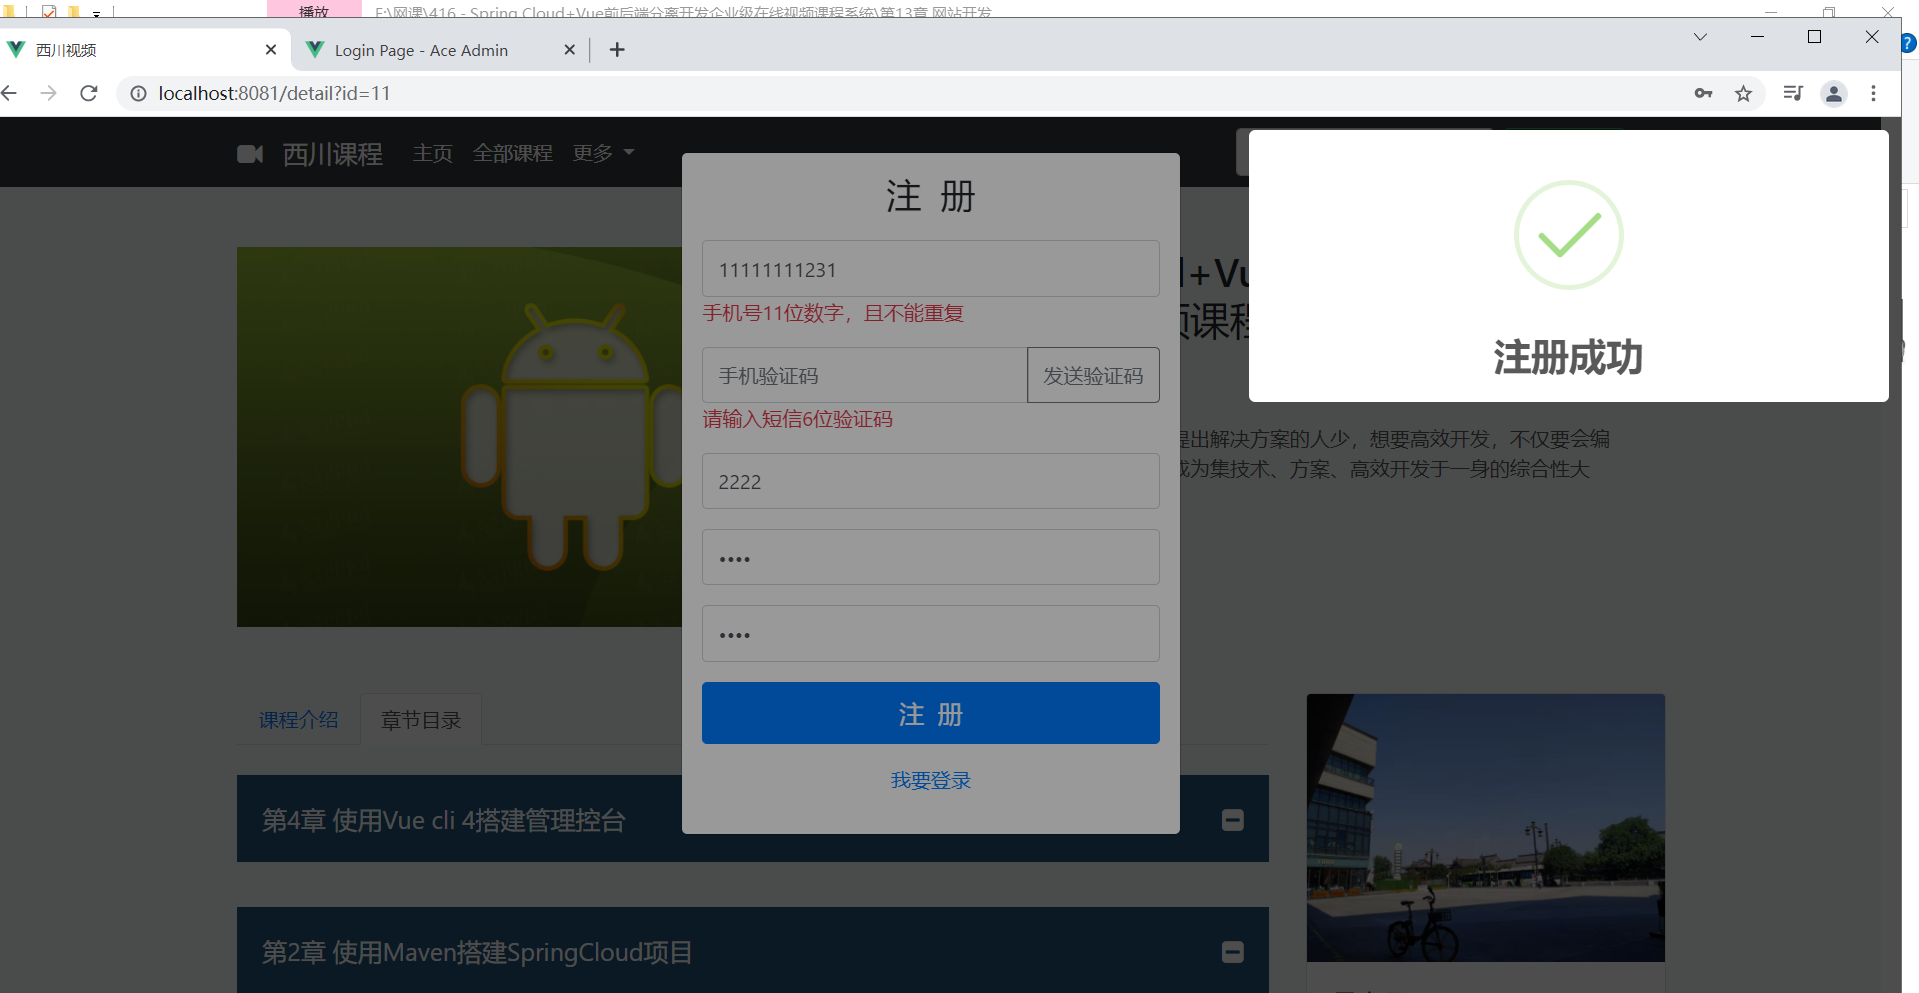 播放
F:\网课\416 - Spring Cloud+Vue前后端分离开发企业级在线视频课程系统\第13章 网站开发
西川视频
Login Page - Ace Admin
localhost:8081/detail?id=11
西川课程 主页 全部课程 更多
注 册
11111111231
手机号11位数字，且不能重复
手机验证码 发送验证码
请输入短信6位验证码
2222
••••
••••
注 册
我要登录
注册成功
+Vu
课程
出解决方案的人少，想要高效开发，不仅要会编
成为集技术、方案、高效开发于一身的综合性大
课程介绍 章节目录
第4章 使用Vue cli 4搭建管理控台
第2章 使用Maven搭建SpringCloud项目